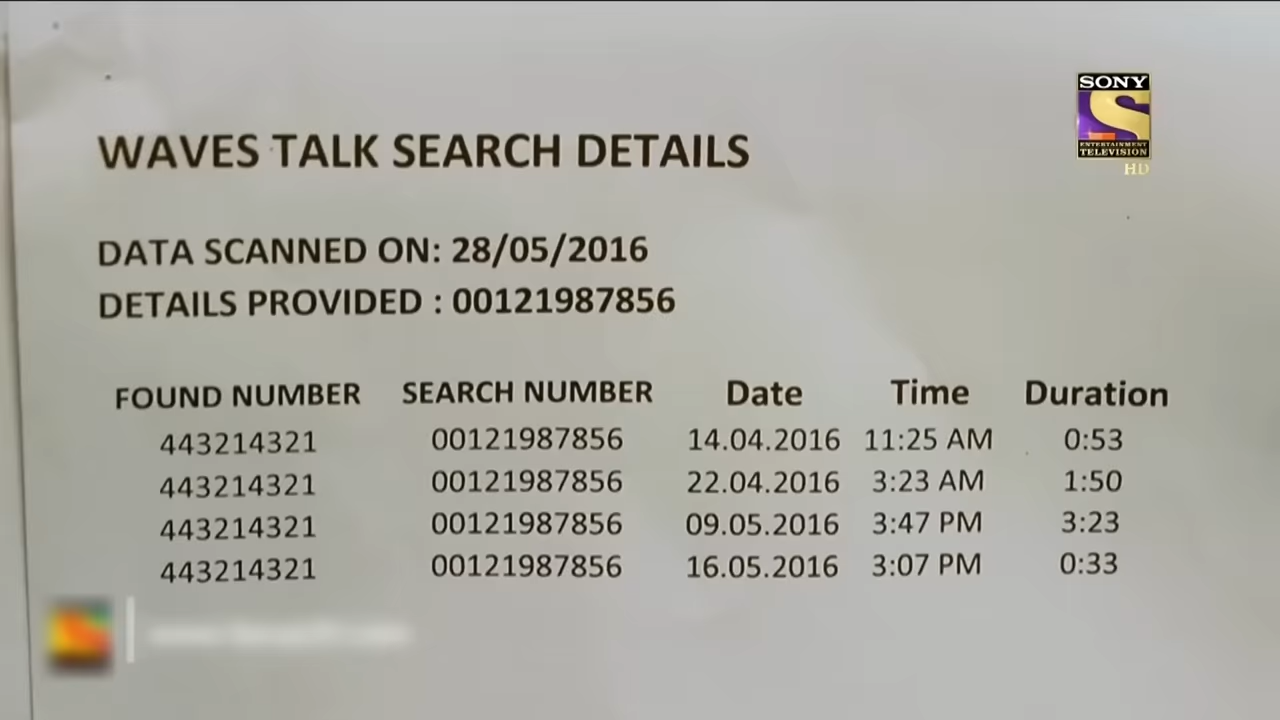 SONY
ENTERTAINMENT
TELEVISION
HD
WAVES TALK SEARCH DETAILS
DATA SCANNED ON: 28/05/2016
DETAILS PROVIDED : 00121987856
FOUND NUMBER SEARCH NUMBER Date Time Duration
443214321 00121987856 14.04.2016 11:25 AM 0:53
443214321 00121987856 22.04.2016 3:23 AM 1:50
443214321 00121987856 09.05.2016 3:47 PM 3:23
443214321 00121987856 16.05.2016 3:07 PM 0:33